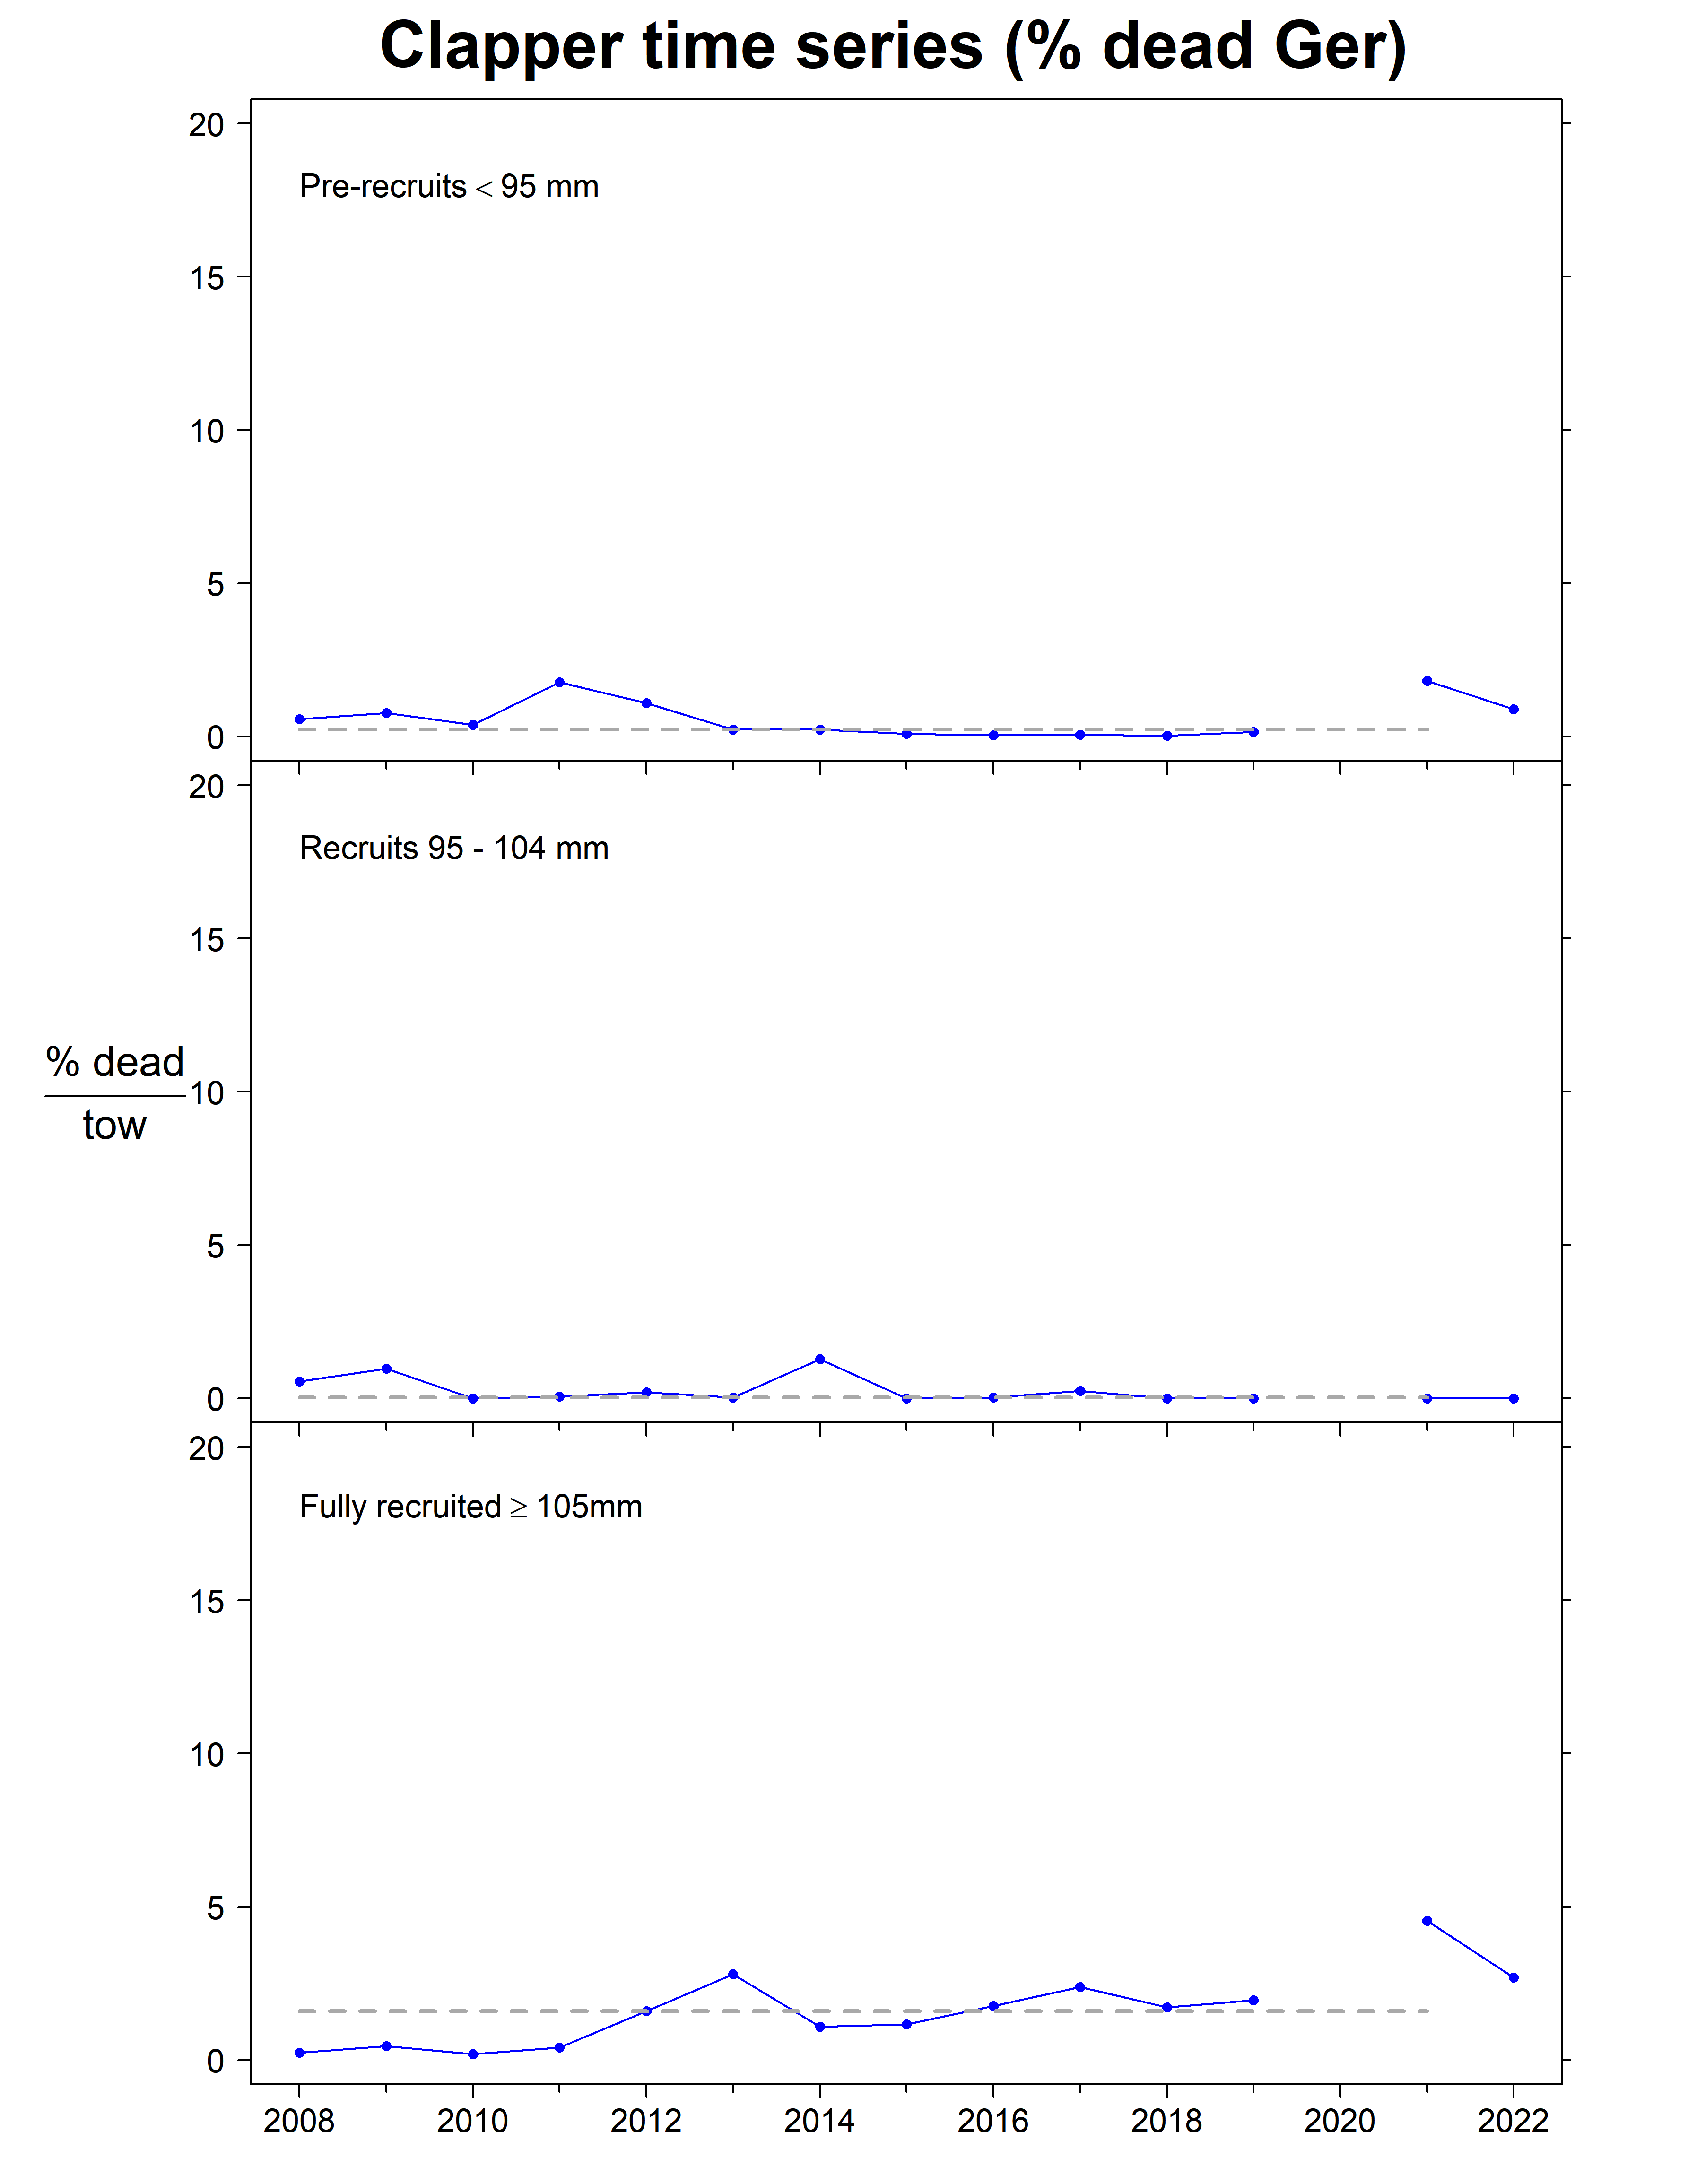 Clapper time series (% dead Ger)
20
Pre-recruits < 95 mm
15
10
5
0
20
Recruits 95 - 104 mm
15
% dead
10
tow
5
0
20
Fully recruited ≥ 105mm
15
10
5
0
2008 2010 2012 2014 2016 2018 2020 2022